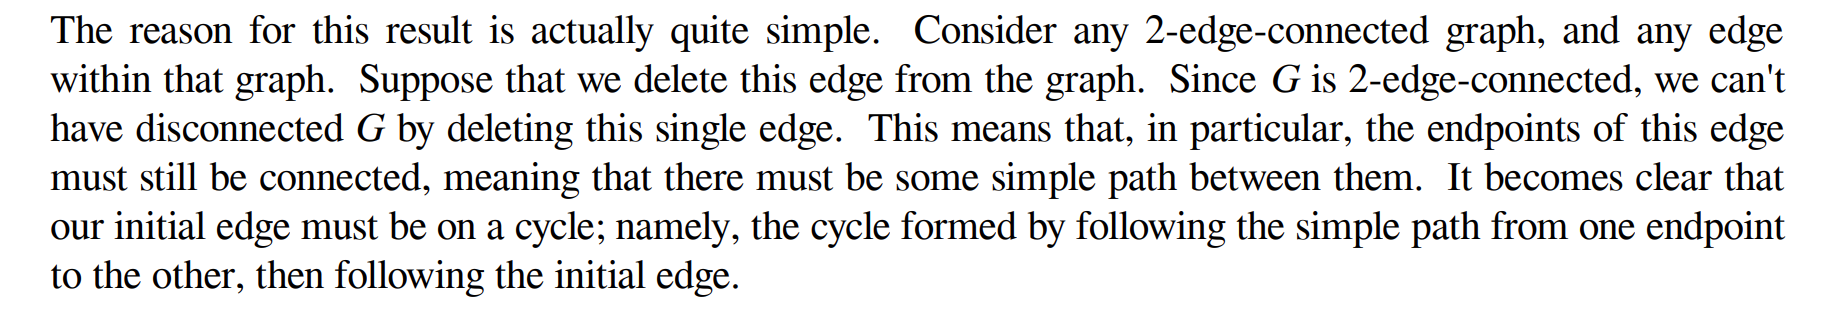 The reason for this result is actually quite simple. Consider any 2-edge-connected graph, and any edge
within that graph. Suppose that we delete this edge from the graph. Since G is 2-edge-connected, we can't
have disconnected G by deleting this single edge. This means that, in particular, the endpoints of this edge
must still be connected, meaning that there must be some simple path between them. It becomes clear that
our initial edge must be on a cycle; namely, the cycle formed by following the simple path from one endpoint
to the other, then following the initial edge.